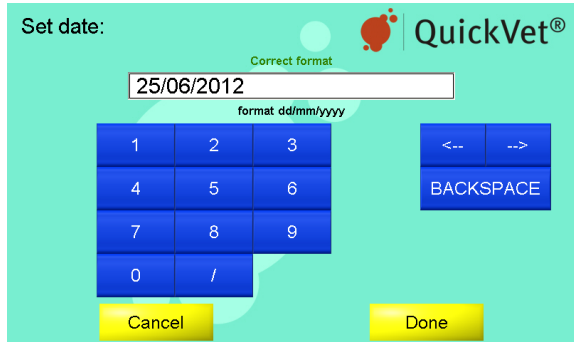 Set date:
QuickVet®
Correct format
25/06/2012
format dd/mm/yyyy
1 2 3
<-- -->
4 5 6
BACKSPACE
7 8 9
0 /
Cancel
Done